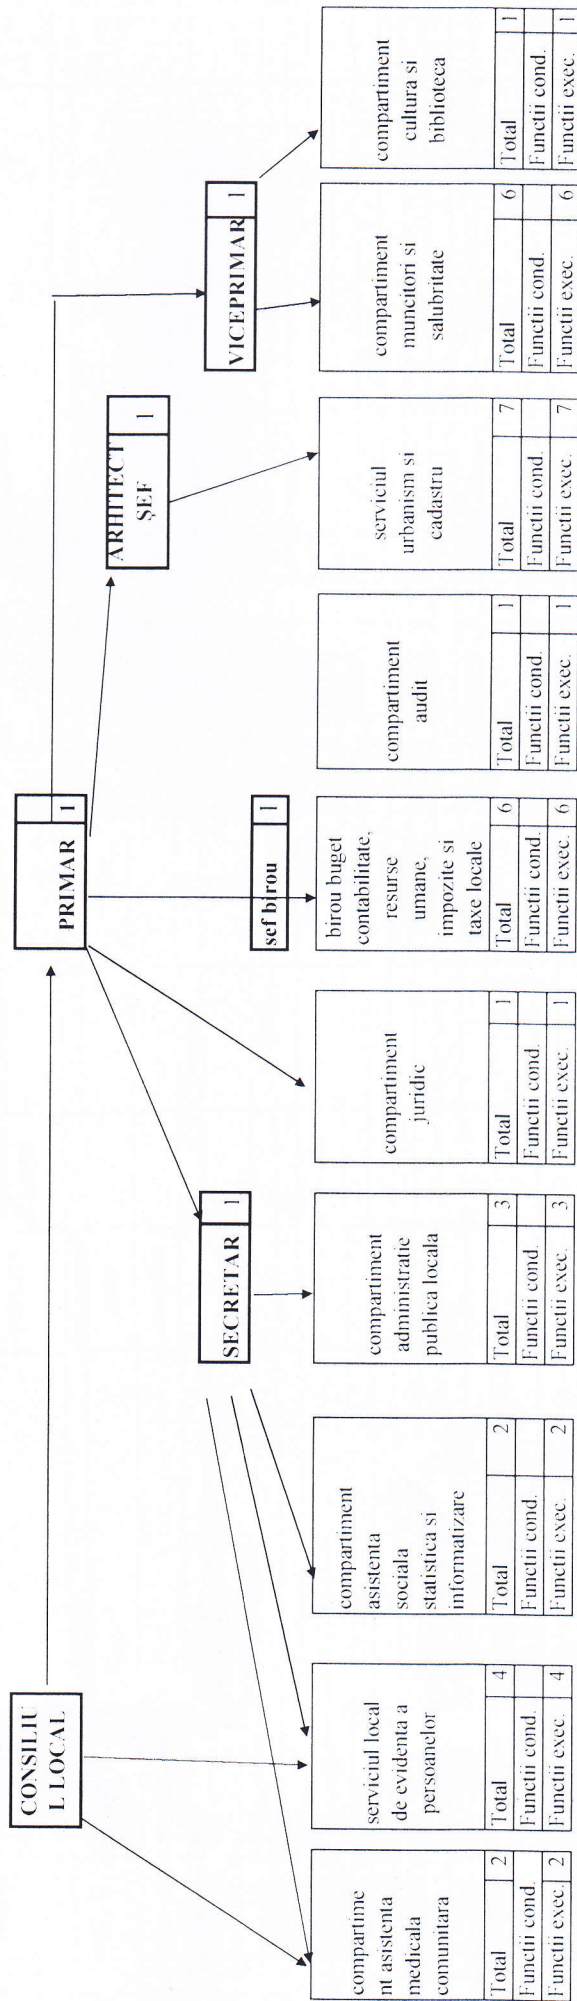 CONSILIU
L LOCAL
PRIMAR 1
ARHITECT
ŞEF 1
VICEPRIMAR 1
SECRETAR 1
sef birou 1
compartime
nt asistenta
medicala
comunitara
Total 2
Functii cond.
Functii exec. 2
serviciul local
de evidenta a
persoanelor
Total 4
Functii cond.
Functii exec. 4
compartiment
asistenta
sociala
statistica si
informatizare
Total 2
Functii cond.
Functii exec. 2
compartiment
administratie
publica locala
Total 3
Functii cond.
Functii exec. 3
compartiment
juridic
Total 1
Functii cond.
Functii exec. 1
birou buget
contabilitate,
resurse
umane,
impozite si
taxe locale
Total 6
Functii cond.
Functii exec. 6
compartiment
audit
Total 1
Functii cond.
Functii exec. 1
serviciul
urbanism si
cadastru
Total 7
Functii cond.
Functii exec. 7
compartiment
muncitori si
salubritate
Total 6
Functii cond.
Functii exec. 6
compartiment
cultura si
biblioteca
Total 1
Functii cond.
Functii exec. 1